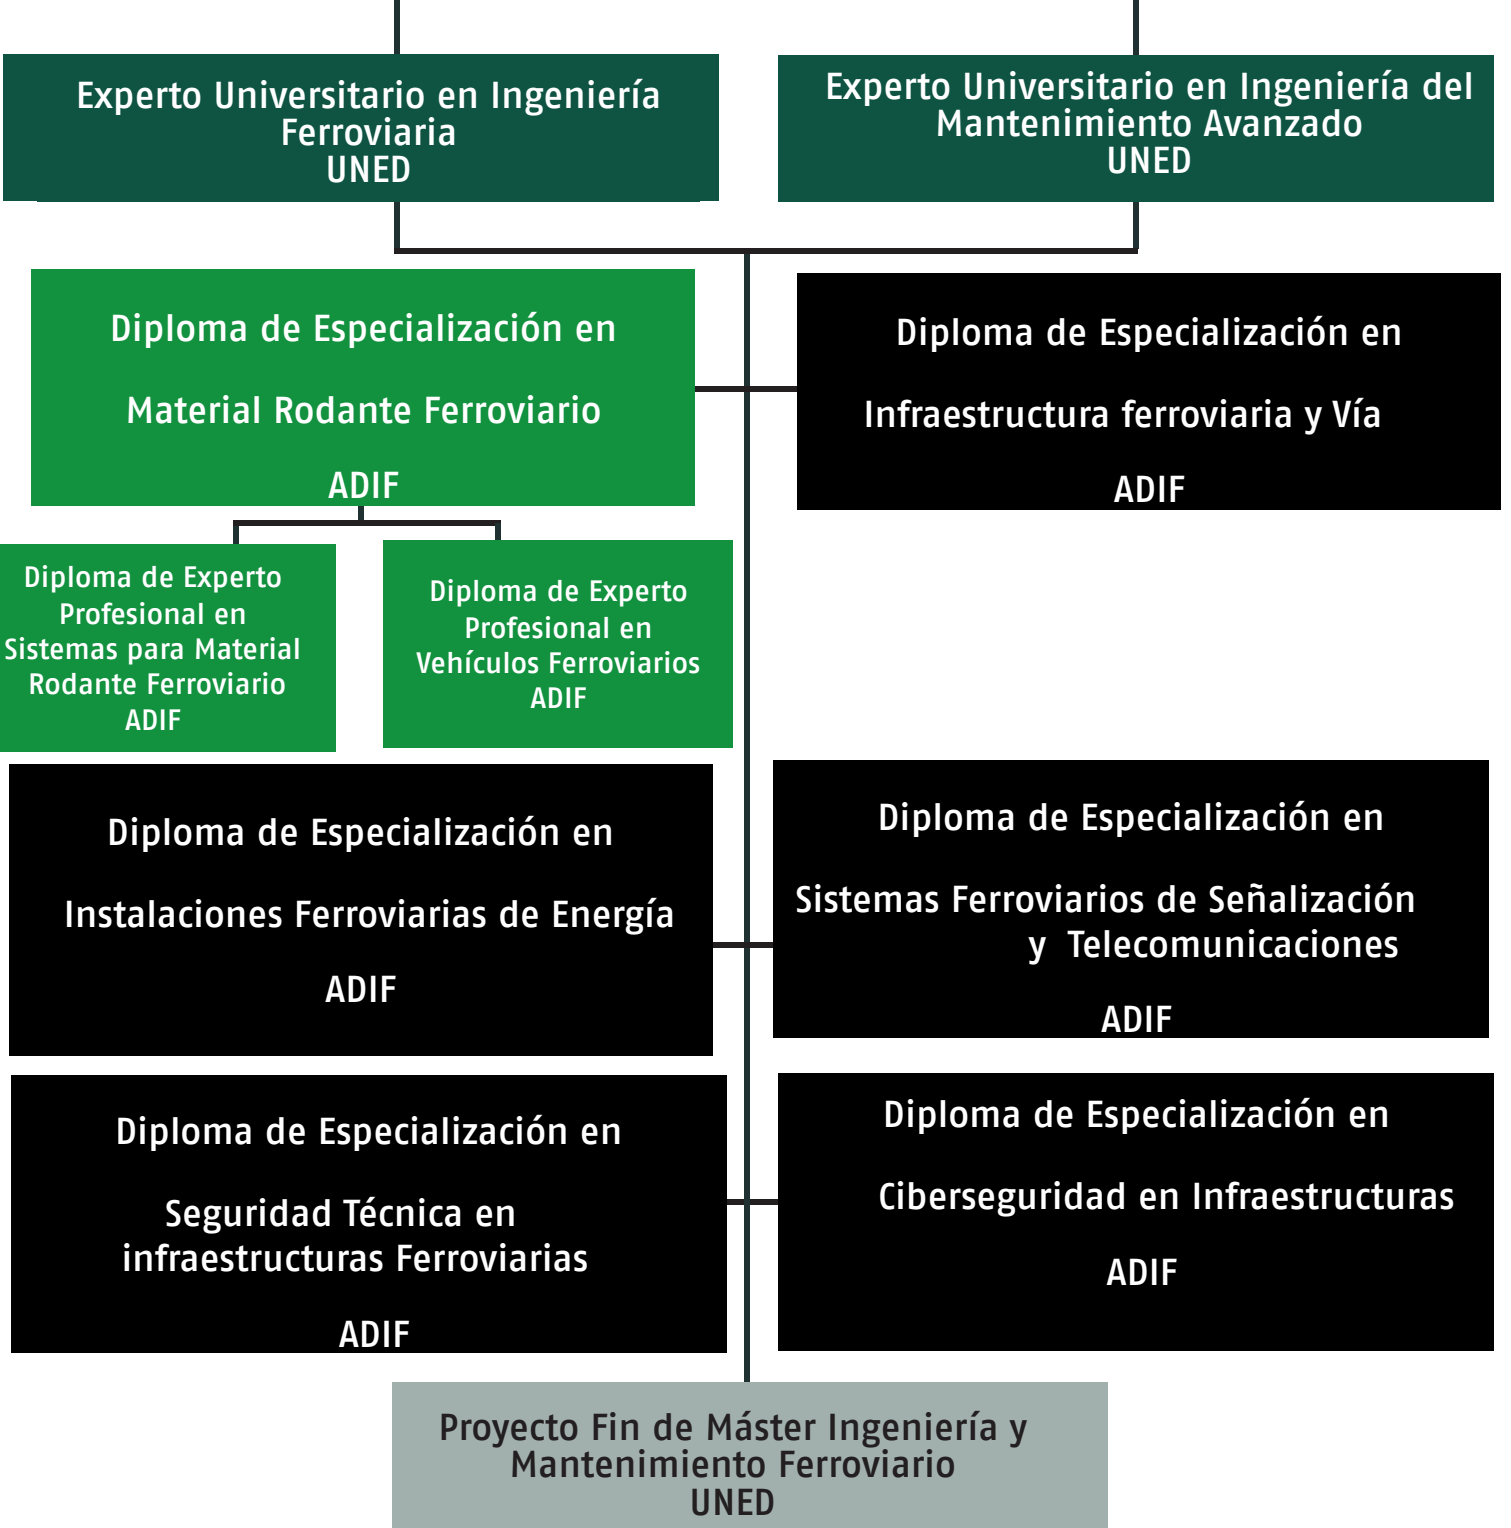 Experto Universitario en Ingeniería
Ferroviaria
UNED
Experto Universitario en Ingeniería del
Mantenimiento Avanzado
UNED
Diploma de Especialización en
Material Rodante Ferroviario
ADIF
Diploma de Especialización en
Infraestructura ferroviaria y Vía
ADIF
Diploma de Experto
Profesional en
Sistemas para Material
Rodante Ferroviario
ADIF
Diploma de Experto
Profesional en
Vehículos Ferroviarios
ADIF
Diploma de Especialización en
Instalaciones Ferroviarias de Energía
ADIF
Diploma de Especialización en
Sistemas Ferroviarios de Señalización
y Telecomunicaciones
ADIF
Diploma de Especialización en
Seguridad Técnica en
infraestructuras Ferroviarias
ADIF
Diploma de Especialización en
Ciberseguridad en Infraestructuras
ADIF
Proyecto Fin de Máster Ingeniería y
Mantenimiento Ferroviario
UNED